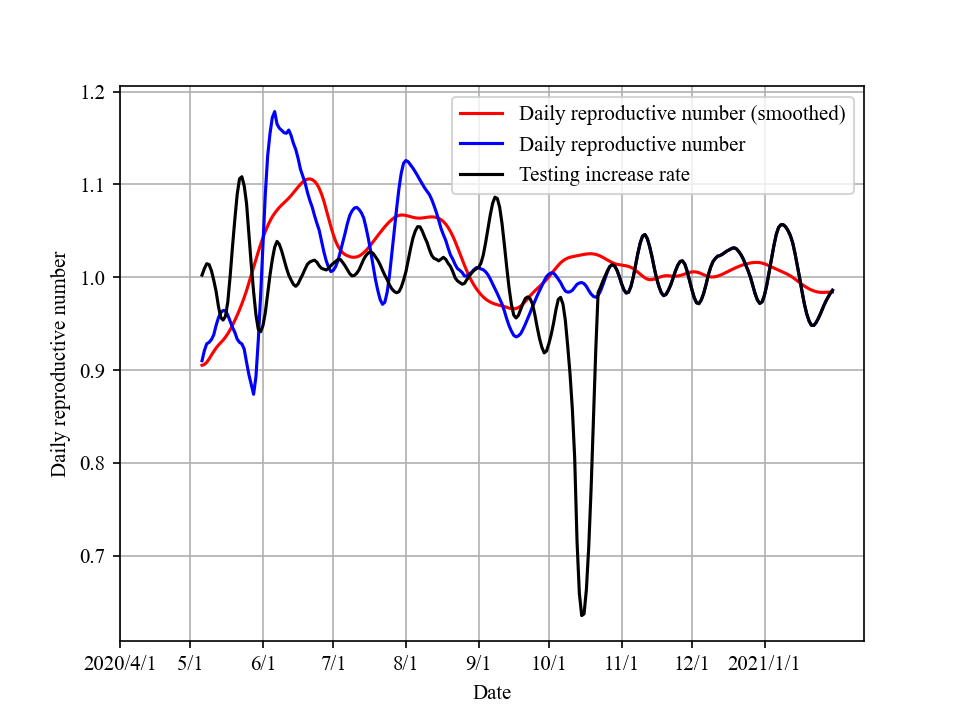 1.2
1.1
1.0
0.9
0.8
0.7
Daily reproductive number
Daily reproductive number (smoothed)
Daily reproductive number
Testing increase rate
2020/4/1 5/1 6/1 7/1 8/1 9/1 10/1 11/1 12/1 2021/1/1
Date